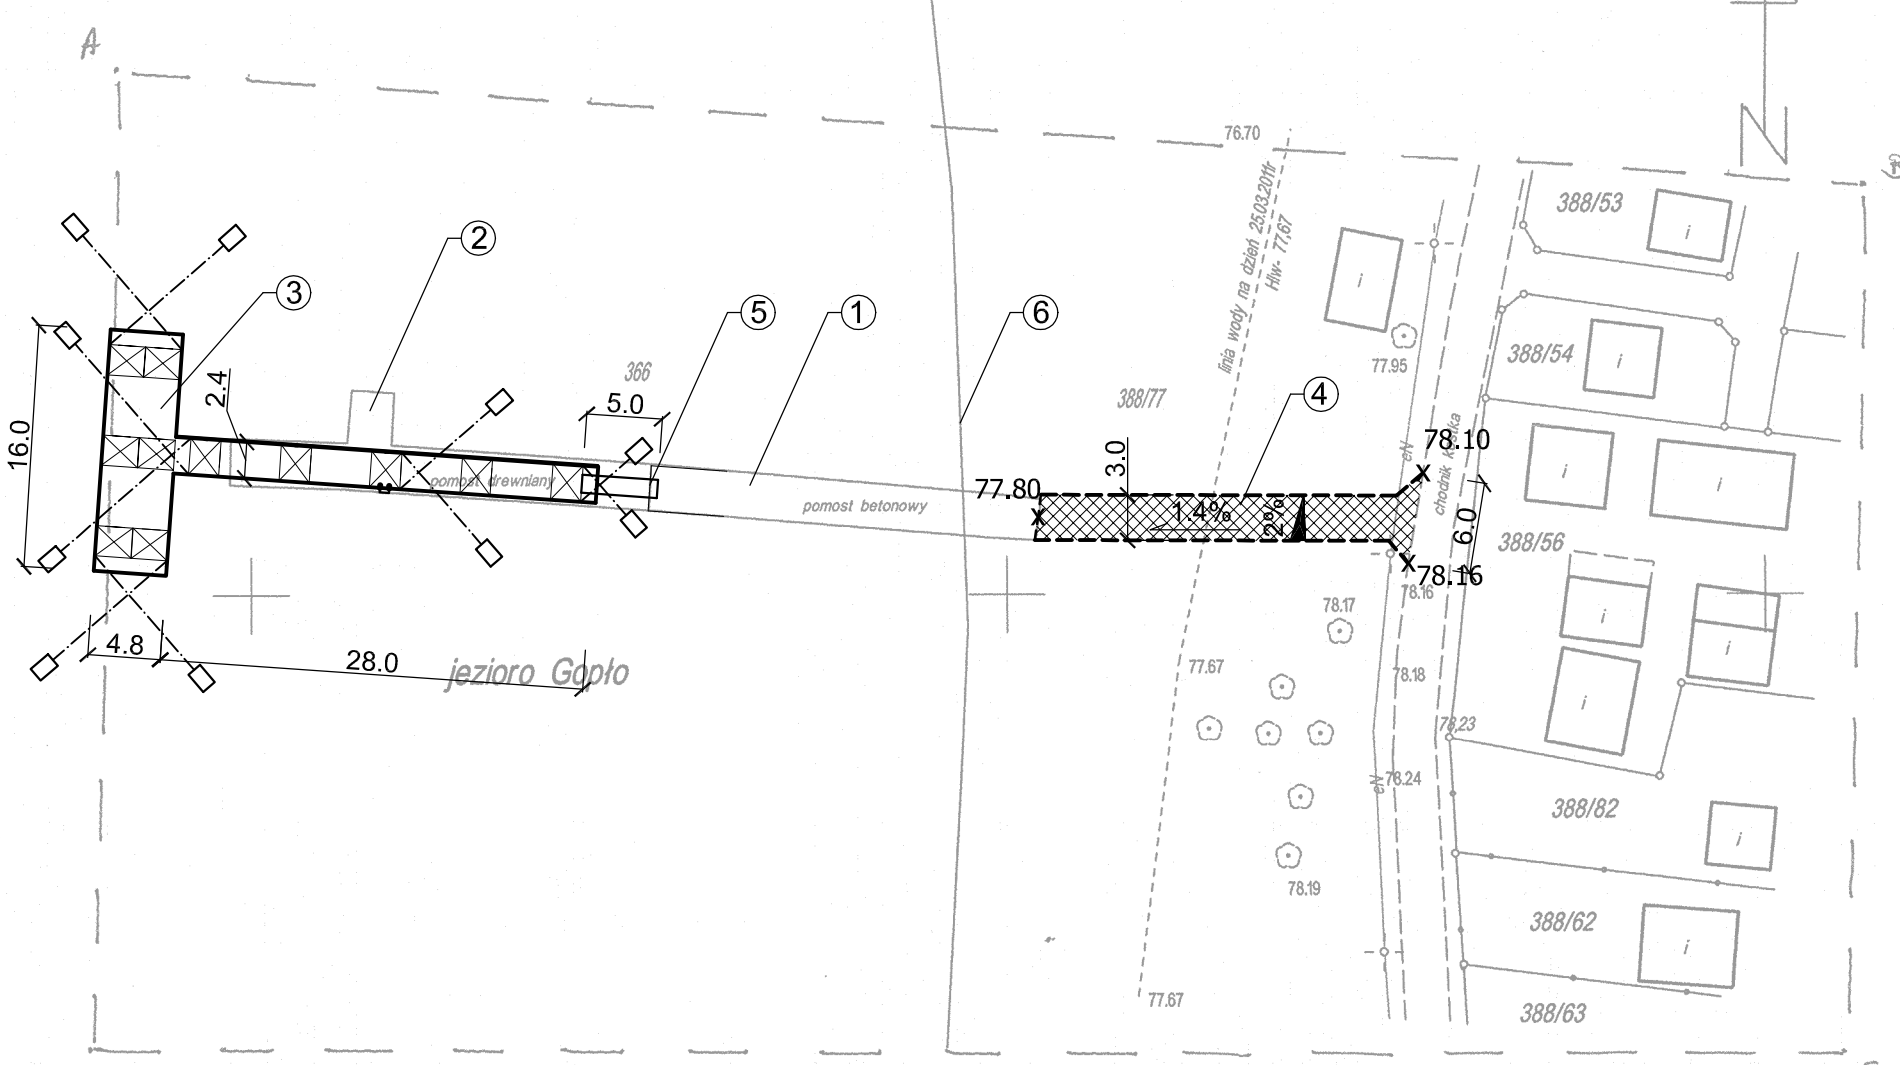 A
N
76.70
linia wody na dzień 25.03.2011r
Hlw- 77,67
388/53
i
2
3
5
1
6
i
388/54
i
77.95
366
388/77
4
16.0
2.4
5.0
3.0
78.10
eN
chodnik kostka
i
i
pomost drewniany
pomost betonowy
77.80
x
x
1.4%
2%
6.0
388/56
x
78.16
78.16
78.17
i
i
4.8
28.0
jezioro Gopło
77.67
78.18
i
78,23
eN
78.24
388/82
i
78.19
388/62
i
77.67
388/63